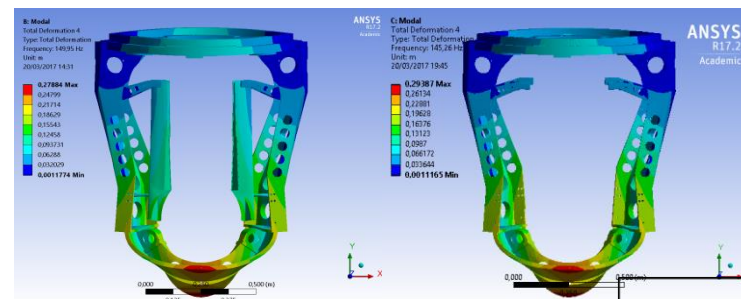 B: Modal
Total Deformation 4
Type: Total Deformation
Frequency: 149,95 Hz
Unit: m
20/03/2017 14:31
0,27884 Max
0,24799
0,21714
0,18629
0,15543
0,12458
0,093731
0,06288
0,032029
0,0011774 Min
ANSYS
R17.2
Academic
Y
X
0,000
0,500 (m)
C: Modal
Total Deformation 4
Type: Total Deformation
Frequency: 145,26 Hz
Unit: m
20/03/2017 19:45
0,29387 Max
0,26134
0,22881
0,19628
0,16376
0,13123
0,0987
0,066172
0,033644
0,0011165 Min
ANSYS
R17.2
Academic
Y
X
0,000
0,500 (m)